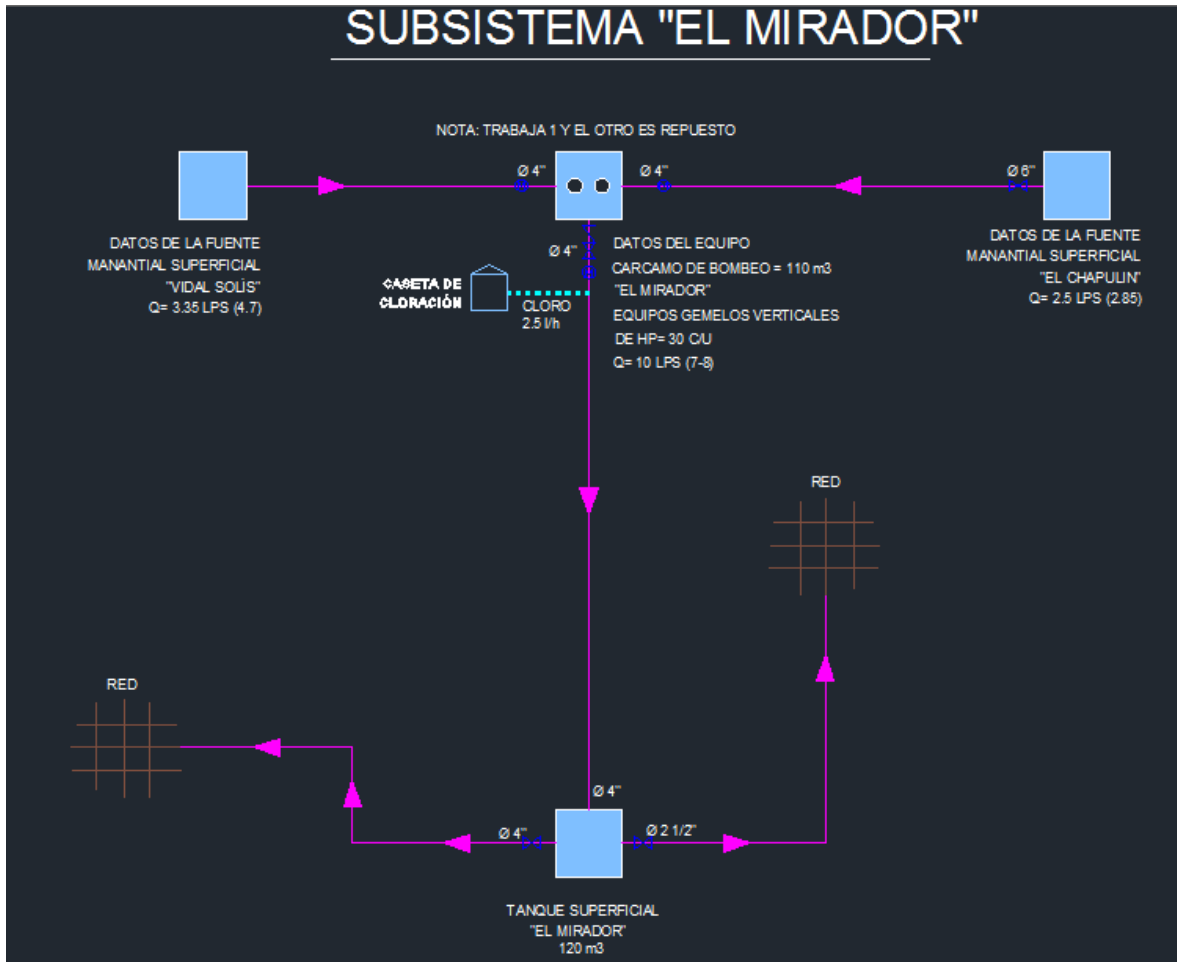 SUBSISTEMA "EL MIRADOR"
NOTA: TRABAJA 1 Y EL OTRO ES REPUESTO
Ø 4"
Ø 4"
Ø 6"
DATOS DE LA FUENTE
MANANTIAL SUPERFICIAL
"VIDAL SOLÌS"
Q= 3.35 LPS (4.7)
Ø 4"
CASETA DE
CLORACIÓN
CLORO
2.5 l/h
DATOS DEL EQUIPO
CARCAMO DE BOMBEO = 110 m3
"EL MIRADOR"
EQUIPOS GEMELOS VERTICALES
DE HP= 30 C/U
Q= 10 LPS (7-8)
DATOS DE LA FUENTE
MANANTIAL SUPERFICIAL
"EL CHAPULIN"
Q= 2.5 LPS (2.85)
RED
RED
Ø 4"
Ø 4"
Ø 2 1/2"
TANQUE SUPERFICIAL
"EL MIRADOR"
120 m3